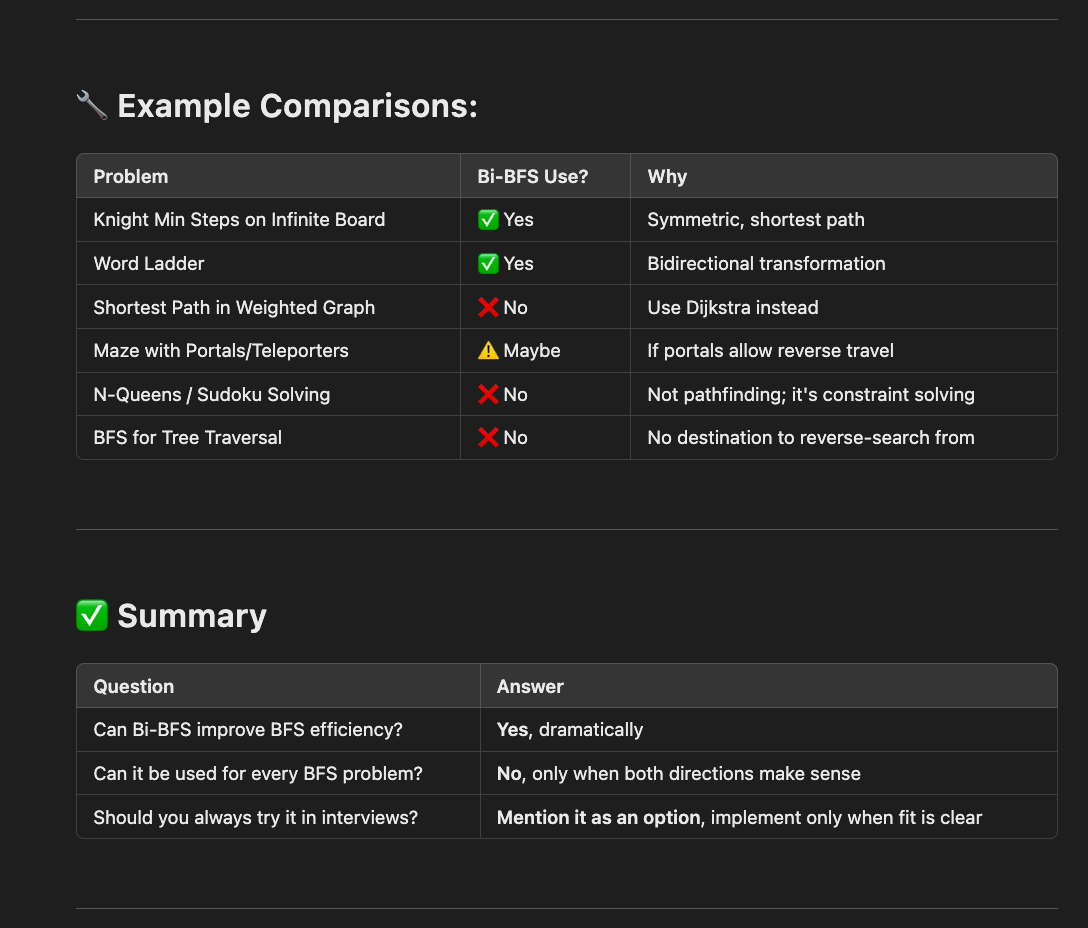 🔧 Example Comparisons:
Problem Bi-BFS Use? Why
Knight Min Steps on Infinite Board ✅ Yes Symmetric, shortest path
Word Ladder ✅ Yes Bidirectional transformation
Shortest Path in Weighted Graph ❌ No Use Dijkstra instead
Maze with Portals/Teleporters ⚠️ Maybe If portals allow reverse travel
N-Queens / Sudoku Solving ❌ No Not pathfinding; it's constraint solving
BFS for Tree Traversal ❌ No No destination to reverse-search from
✅ Summary
Question Answer
Can Bi-BFS improve BFS efficiency? Yes, dramatically
Can it be used for every BFS problem? No, only when both directions make sense
Should you always try it in interviews? Mention it as an option, implement only when fit is clear